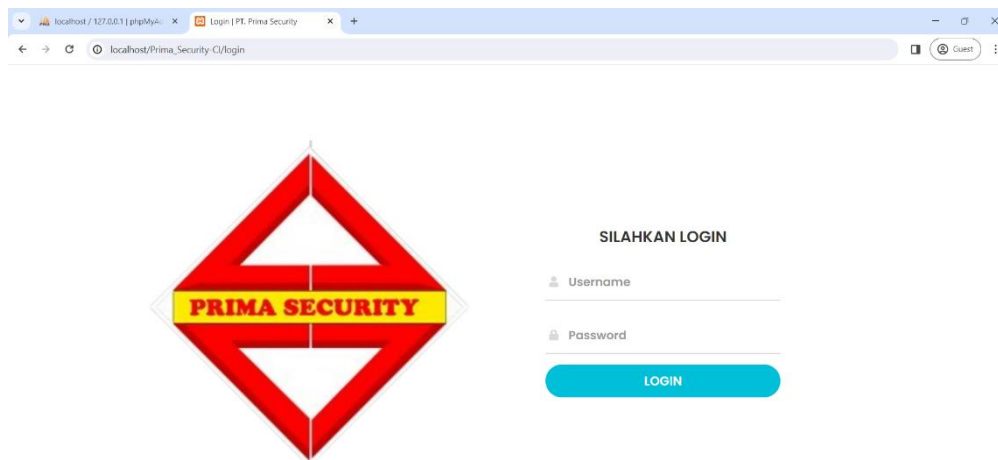 localhost / 127.0.0.1 | phpMyAd
Login | PT. Prima Security
localhost/Prima_Security-CI/login
Guest
PRIMA SECURITY
SILAHKAN LOGIN
Username
Password
LOGIN